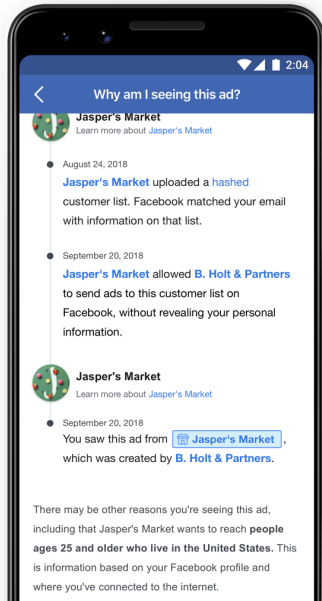 2:04
Why am I seeing this ad?
Jasper's Market
Learn more about Jasper's Market
August 24, 2018
Jasper's Market uploaded a hashed
customer list. Facebook matched your email
with information on that list.
September 20, 2018
Jasper's Market allowed B. Holt & Partners
to send ads to this customer list on
Facebook, without revealing your personal
information.
Jasper's Market
Learn more about Jasper's Market
September 20, 2018
You saw this ad from Jasper's Market,
which was created by B. Holt & Partners.
There may be other reasons you're seeing this ad,
including that Jasper's Market wants to reach people
ages 25 and older who live in the United States. This
is information based on your Facebook profile and
where you've connected to the internet.